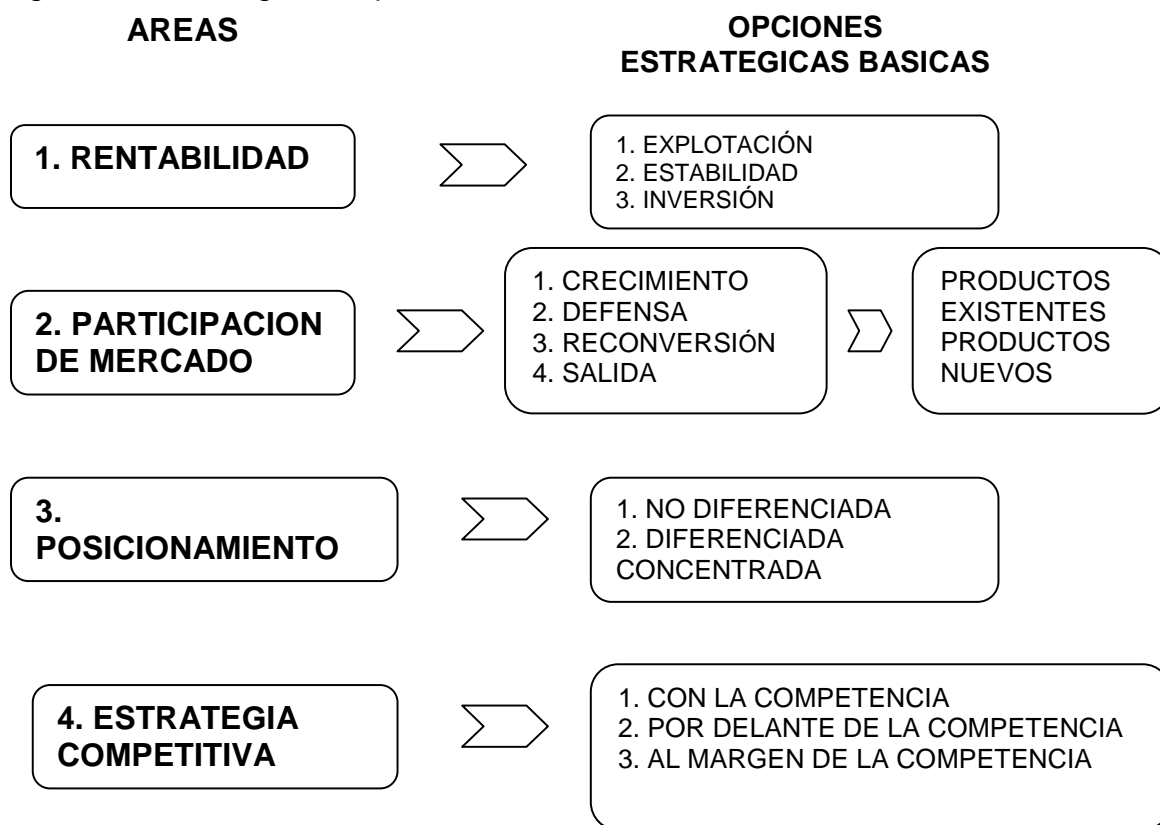 AREAS
OPCIONES
ESTRATEGICAS BASICAS
1. RENTABILIDAD
1. EXPLOTACIÓN
2. ESTABILIDAD
3. INVERSIÓN
2. PARTICIPACION
DE MERCADO
1. CRECIMIENTO
2. DEFENSA
3. RECONVERSIÓN
4. SALIDA
PRODUCTOS
EXISTENTES
PRODUCTOS
NUEVOS
3.
POSICIONAMIENTO
1. NO DIFERENCIADA
2. DIFERENCIADA
CONCENTRADA
4. ESTRATEGIA
COMPETITIVA
1. CON LA COMPETENCIA
2. POR DELANTE DE LA COMPETENCIA
3. AL MARGEN DE LA COMPETENCIA